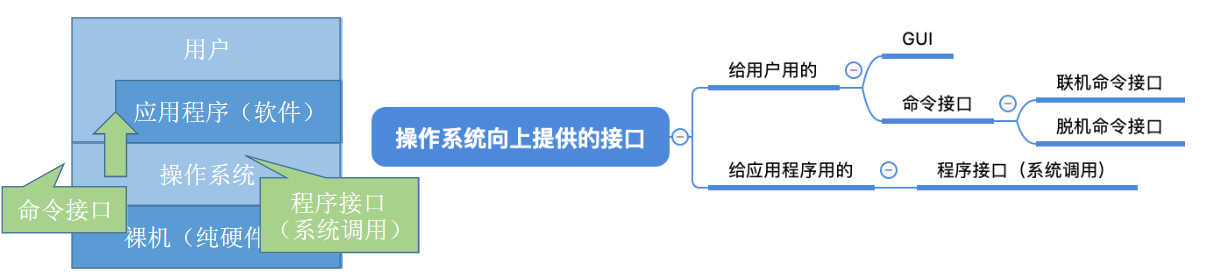 用户
应用程序（软件）
操作系统
命令接口
程序接口
（系统调用）
裸机（纯硬件
操作系统向上提供的接口
给用户用的
GUI
命令接口
联机命令接口
脱机命令接口
给应用程序用的
程序接口（系统调用）